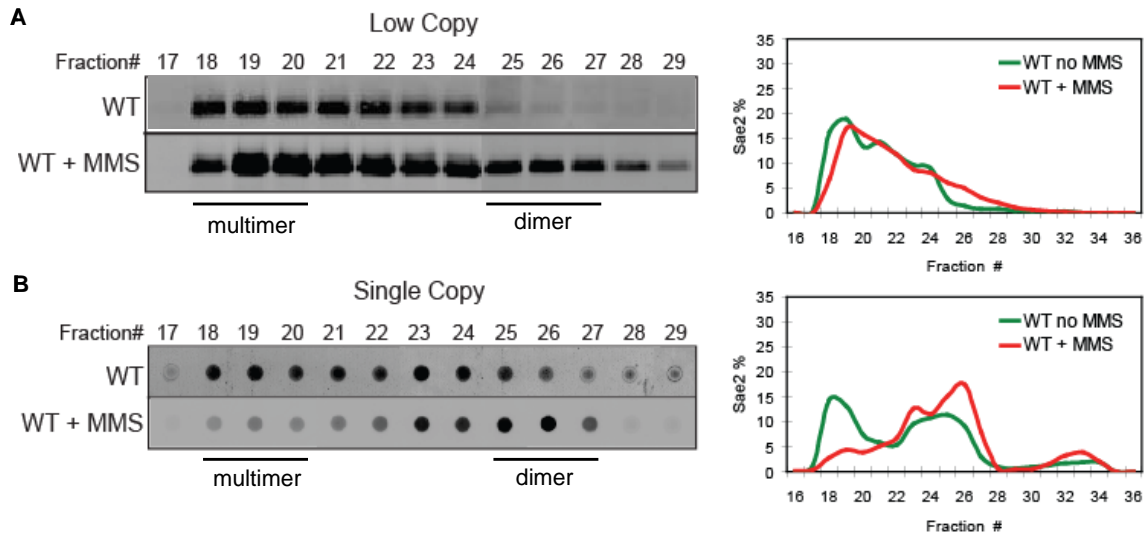 A
Low Copy
Fraction# 17 18 19 20 21 22 23 24 25 26 27 28 29
WT
WT + MMS
multimer dimer
35
30
25
20
15
10
5
0
Sae2 %
WT no MMS
WT + MMS
16 18 20 22 24 26 28 30 32 34 36
Fraction #
B
Single Copy
Fraction# 17 18 19 20 21 22 23 24 25 26 27 28 29
WT
WT + MMS
multimer dimer
35
30
25
20
15
10
5
0
Sae2 %
WT no MMS
WT + MMS
16 18 20 22 24 26 28 30 32 34 36
Fraction #